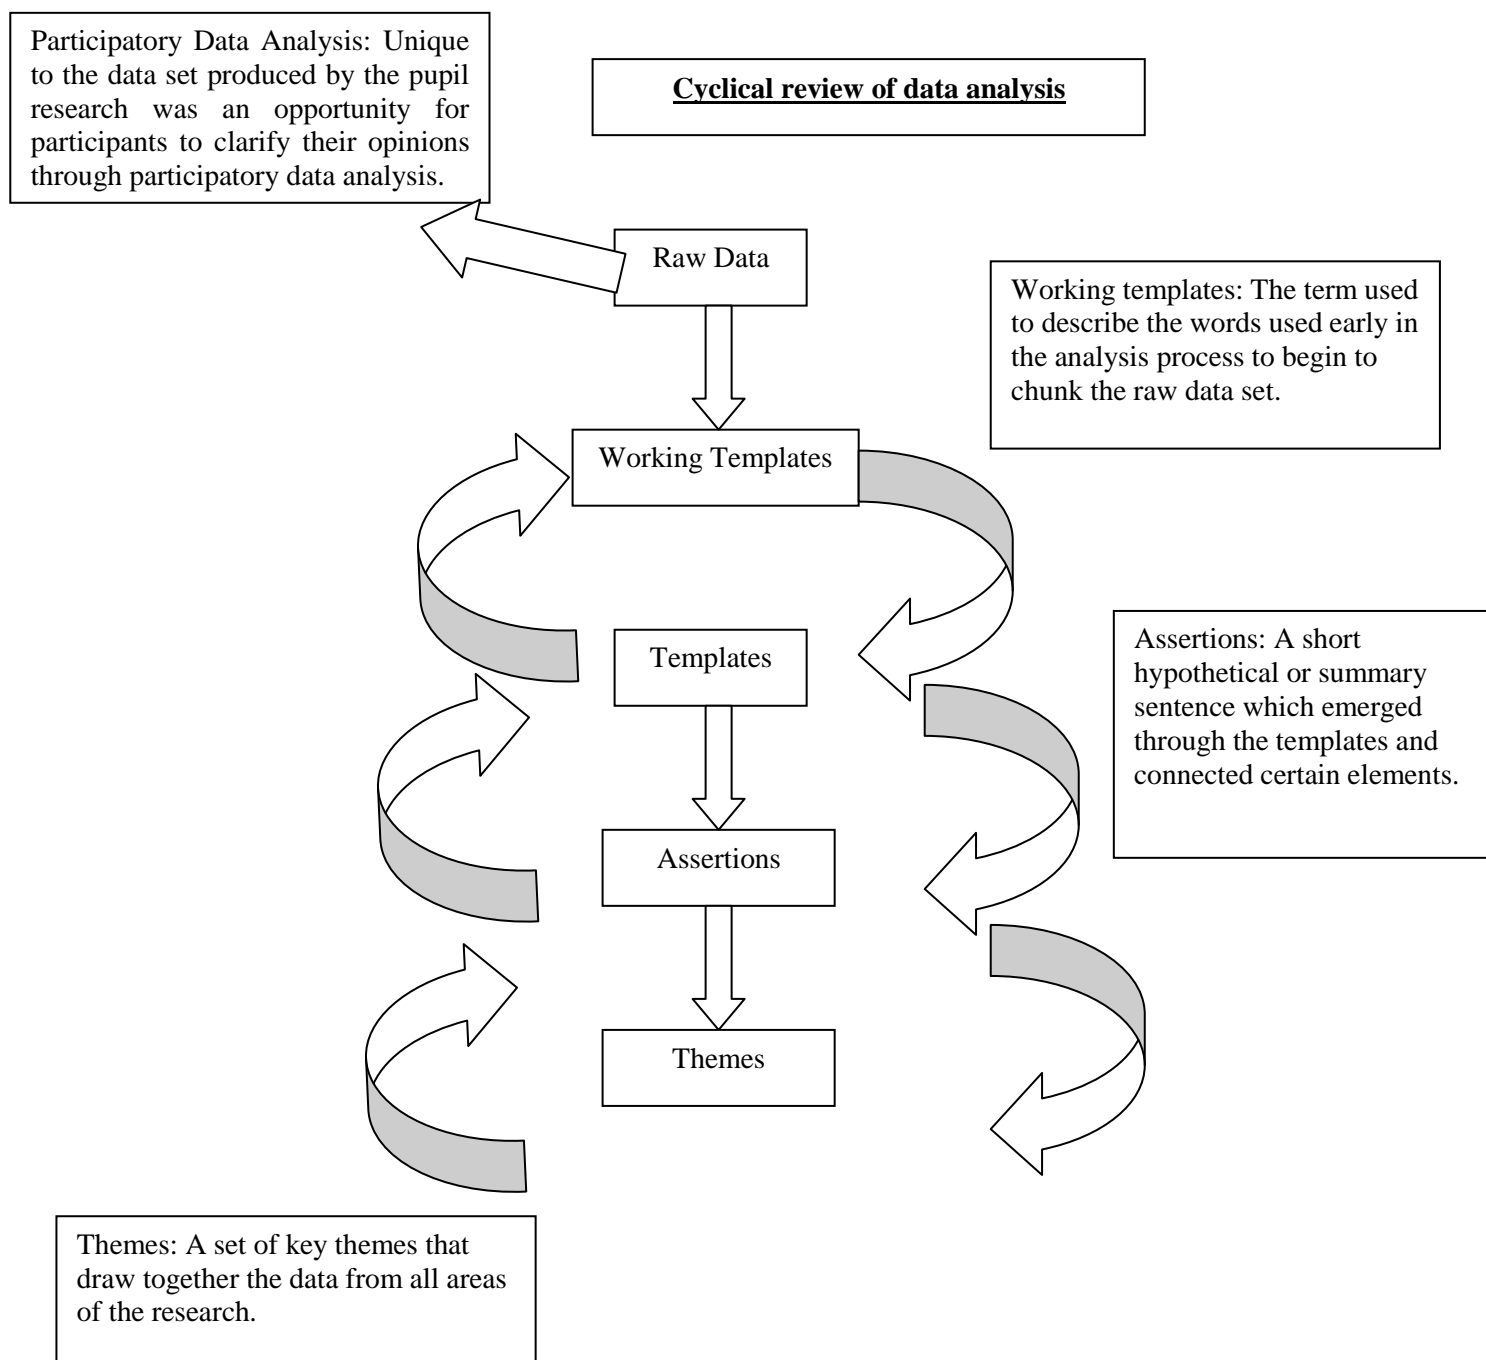 Participatory Data Analysis: Unique
to the data set produced by the pupil
research was an opportunity for
participants to clarify their opinions
through participatory data analysis.
Cyclical review of data analysis
Raw Data
Working templates: The term used
to describe the words used early in
the analysis process to begin to
chunk the raw data set.
Working Templates
Templates
Assertions: A short
hypothetical or summary
sentence which emerged
through the templates and
connected certain elements.
Assertions
Themes
Themes: A set of key themes that
draw together the data from all areas
of the research.